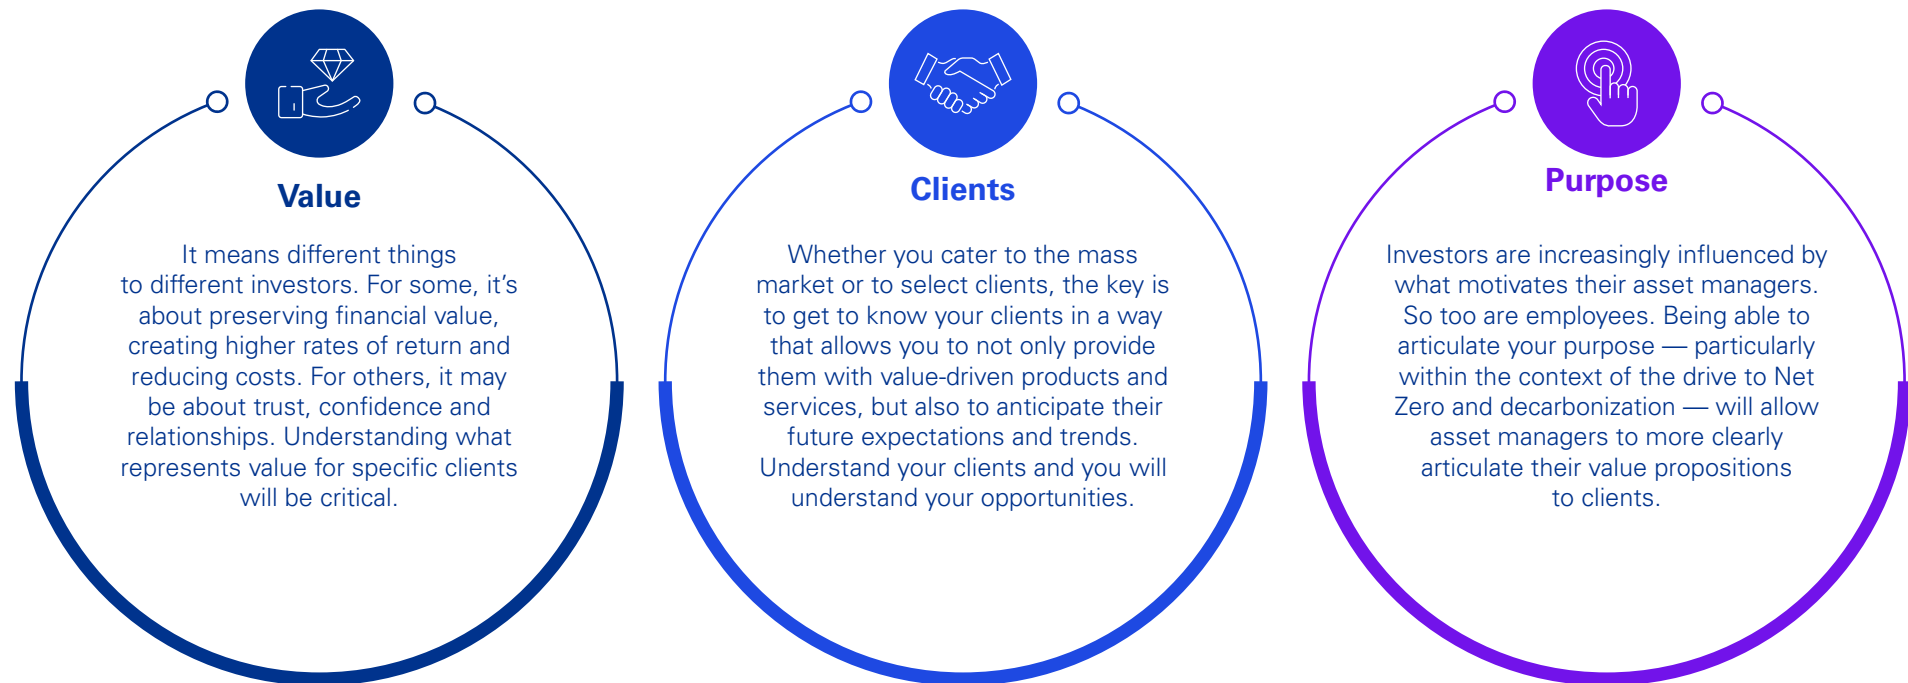 Value
It means different things
to different investors. For some, it’s
about preserving financial value,
creating higher rates of return and
reducing costs. For others, it may
be about trust, confidence and
relationships. Understanding what
represents value for specific clients
will be critical.
Clients
Whether you cater to the mass
market or to select clients, the key is
to get to know your clients in a way
that allows you to not only provide
them with value-driven products and
services, but also to anticipate their
future expectations and trends.
Understand your clients and you will
understand your opportunities.
Purpose
Investors are increasingly influenced by
what motivates their asset managers.
So too are employees. Being able to
articulate your purpose — particularly
within the context of the drive to Net
Zero and decarbonization — will allow
asset managers to more clearly
articulate their value propositions
to clients.